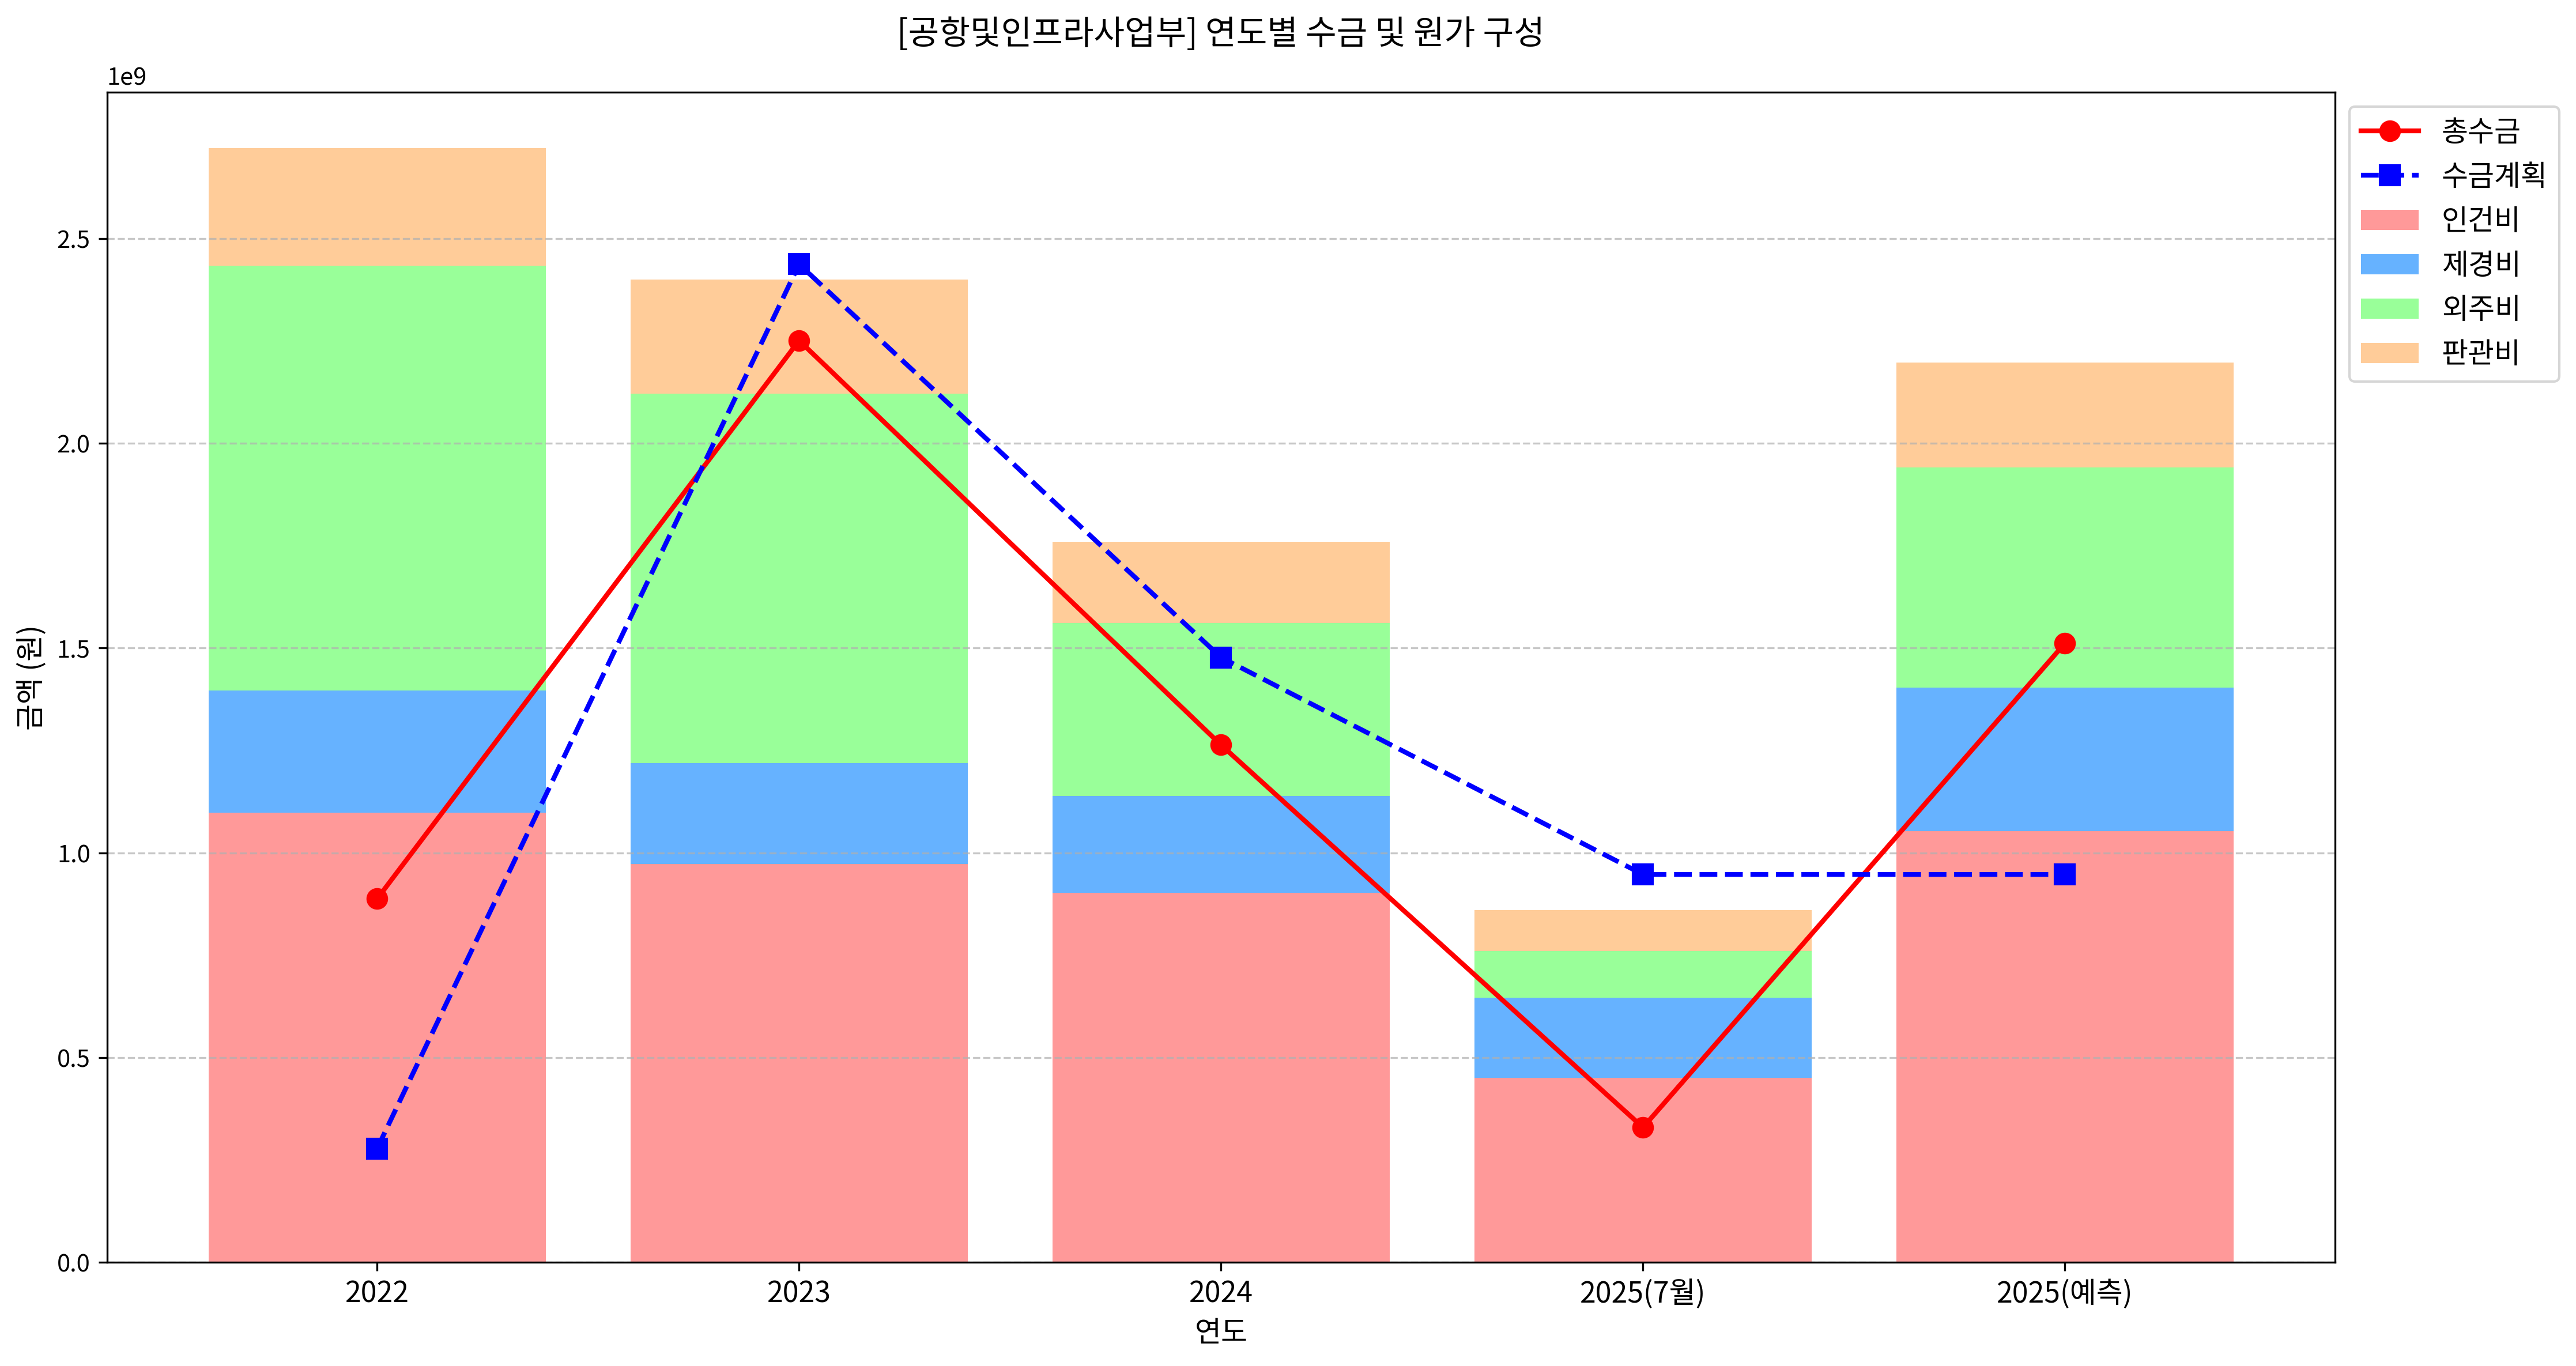 [공항및인프라사업부] 연도별 수금 및 원가 구성
1e9
총수금
수금계획
인건비
제경비
외주비
판관비
금액 (원)
2.5
2.0
1.5
1.0
0.5
0.0
2022
2023
2024
2025(7월)
2025(예측)
연도